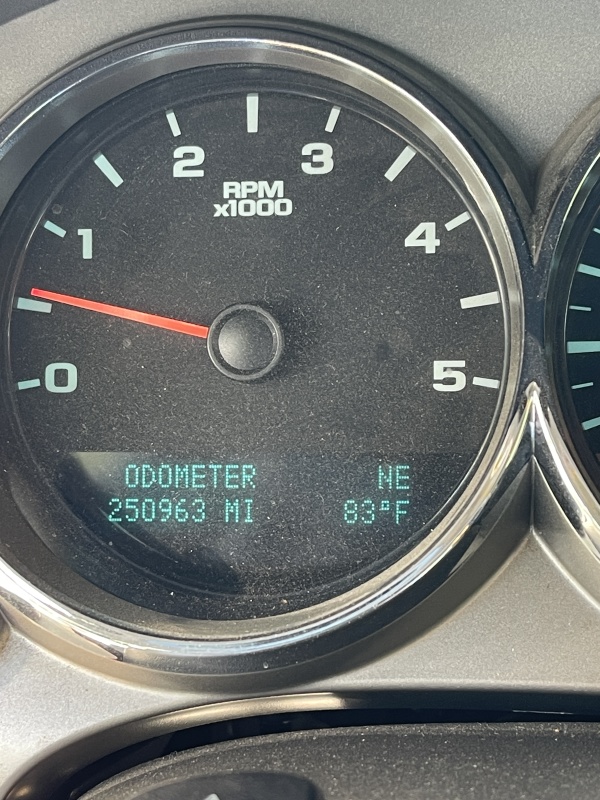 2 3
RPM
x1000
1 4
0 5
ODOMETER NE
250963 MI 83°F